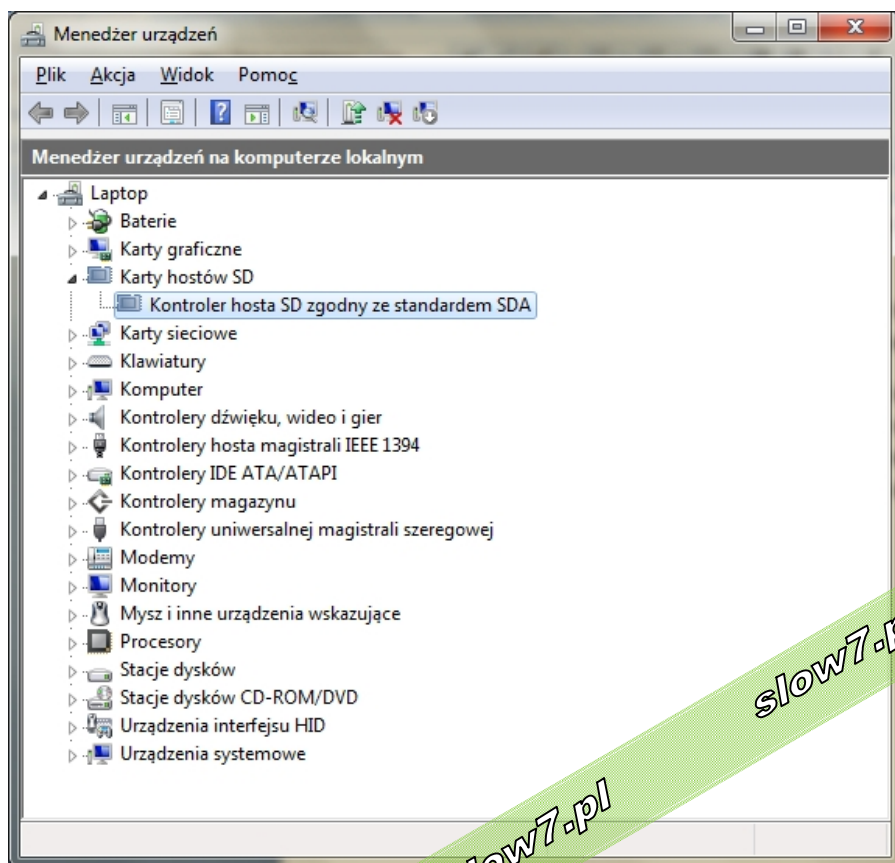 Menedżer urządzeń
Plik Akcja Widok Pomoc
Menedżer urządzeń na komputerze lokalnym
Laptop
Baterie
Karty graficzne
Karty hostów SD
Kontroler hosta SD zgodny ze standardem SDA
Karty sieciowe
Klawiatury
Komputer
Kontrolery dźwięku, wideo i gier
Kontrolery hosta magistrali IEEE 1394
Kontrolery IDE ATA/ATAPI
Kontrolery magazynu
Kontrolery uniwersalnej magistrali szeregowej
Modemy
Monitory
Mysz i inne urządzenia wskazujące
Procesory
Stacje dysków
Stacje dysków CD-ROM/DVD
Urządzenia interfejsu HID
Urządzenia systemowe
slow7.p
slow7.pl